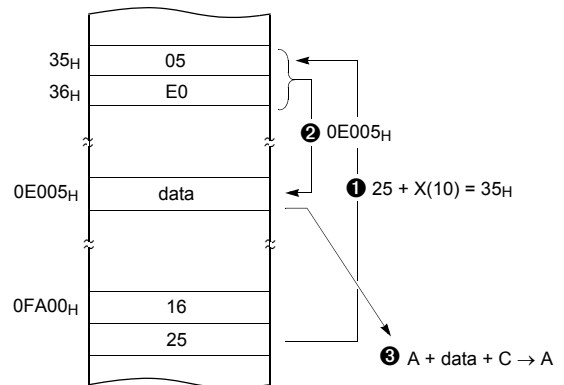 35H 05
36H E0
❷ 0E005H
0E005H data
❶ 25 + X(10) = 35H
0FA00H 16
25
❸ A + data + C → A